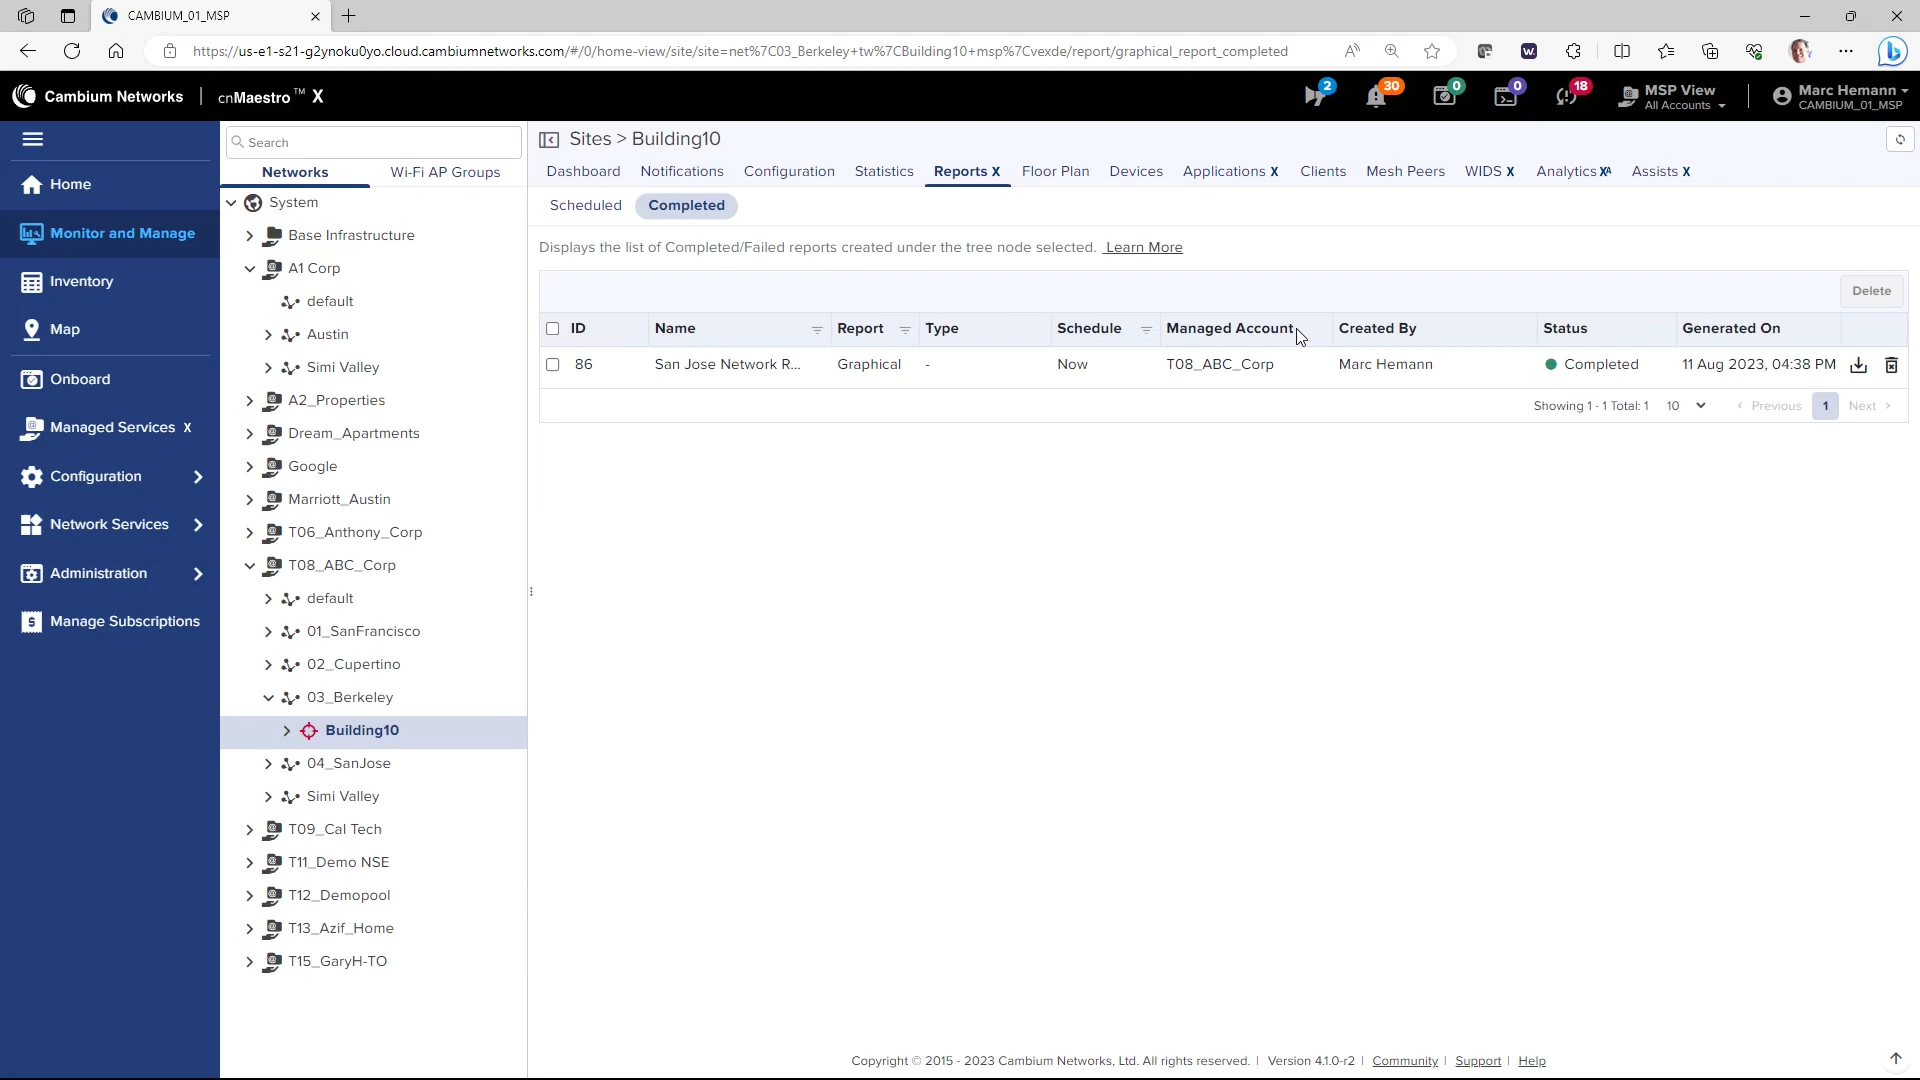 CAMBIUM_01_MSP
https://us-e1-s21-g2ynoku0yo.cloud.cambiumnetworks.com/#/0/home-view/site/site=net%7C03_Berkeley+tw%7CBuilding10+msp%7Cvexde/report/graphical_report_completed
Cambium Networks | cnMaestro™ X
2 30 0 0 18
MSP View
All Accounts
Marc Hemann
CAMBIUM_01_MSP
Home
Monitor and Manage
Inventory
Map
Onboard
Managed Services X
Configuration
Network Services
Administration
Manage Subscriptions
Search
Networks Wi-Fi AP Groups
System
Base Infrastructure
A1 Corp
default
Austin
Simi Valley
A2_Properties
Dream_Apartments
Google
Marriott_Austin
T06_Anthony_Corp
T08_ABC_Corp
default
01_SanFrancisco
02_Cupertino
03_Berkeley
Building10
04_SanJose
Simi Valley
T09_Cal Tech
T11_Demo NSE
T12_Demopool
T13_Azif_Home
T15_GaryH-TO
Sites > Building10
Dashboard Notifications Configuration Statistics Reports X Floor Plan Devices Applications X Clients Mesh Peers WIDS X Analytics XA Assists X
Scheduled Completed
Displays the list of Completed/Failed reports created under the tree node selected. Learn More
Delete
ID Name Report Type Schedule Managed Account Created By Status Generated On
86 San Jose Network R... Graphical - Now T08_ABC_Corp Marc Hemann Completed 11 Aug 2023, 04:38 PM
Showing 1 - 1 Total: 1 10 < Previous 1 Next >
Copyright © 2015 - 2023 Cambium Networks, Ltd. All rights reserved. | Version 4.1.0-r2 | Community | Support | Help